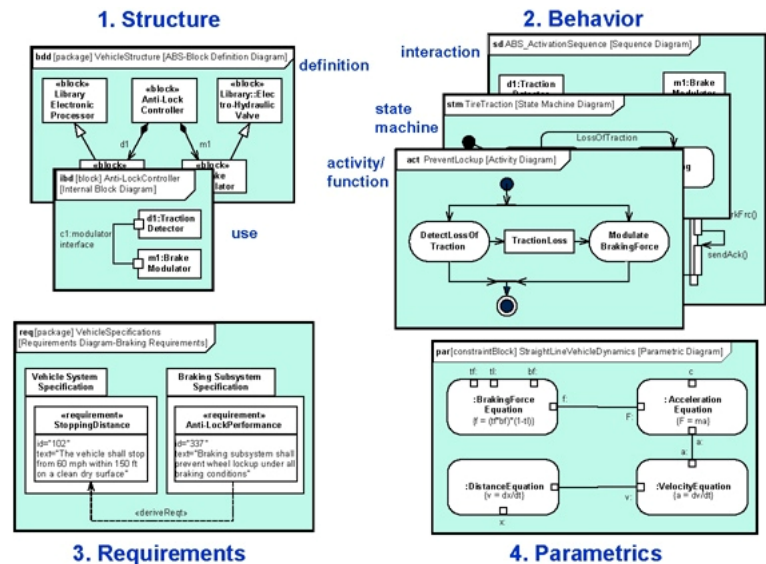 1. Structure
bdd [package] VehicleStructure [ABS-Block Definition Diagram]
definition
«block»
Library
Electronic
Processor
«block»
Anti-Lock
Controller
«block»
Library::Elec
tro-Hydraulic
Valve
d1
m1
«block»
ibd [block] Anti-LockController
[Internal Block Diagram]
use
c1:modulator
interface
d1:Traction
Detector
m1:Brake
Modulator
2. Behavior
interaction
sd ABS_ActivationSequence [Sequence Diagram]
d1:Traction
Detector
m1:Brake
Modulator
state
machine
stm TireTraction [State Machine Diagram]
LossOfTraction
activity/
function
act PreventLockup [Activity Diagram]
DetectLossOf
Traction
TractionLoss
Modulate
BrakingForce
rkFrc()
sendAck()
req [package] VehicleSpecifications
[Requirements Diagram-Braking Requirements]
Vehicle System
Specification
Braking Subsystem
Specification
«requirement»
StoppingDistance
id="102"
text="The vehicle shall stop
from 60 mph within 150 ft
on a clean dry surface"
«requirement»
Anti-LockPerformance
id="337"
text="Braking subsystem shall
prevent wheel lockup under all
braking conditions"
«deriveReqt»
3. Requirements
par [constraintBlock] StraightLineVehicleDynamics [Parametric Diagram]
tf: tl: bf:
c
:BrakingForce
Equation
{f = (tf*bf)*(1-tl)}
f:
F:
:Acceleration
Equation
{F = ma}
a:
a:
:DistanceEquation
{v = dx/dt}
v:
:VelocityEquation
{a = dv/dt}
x:
4. Parametrics